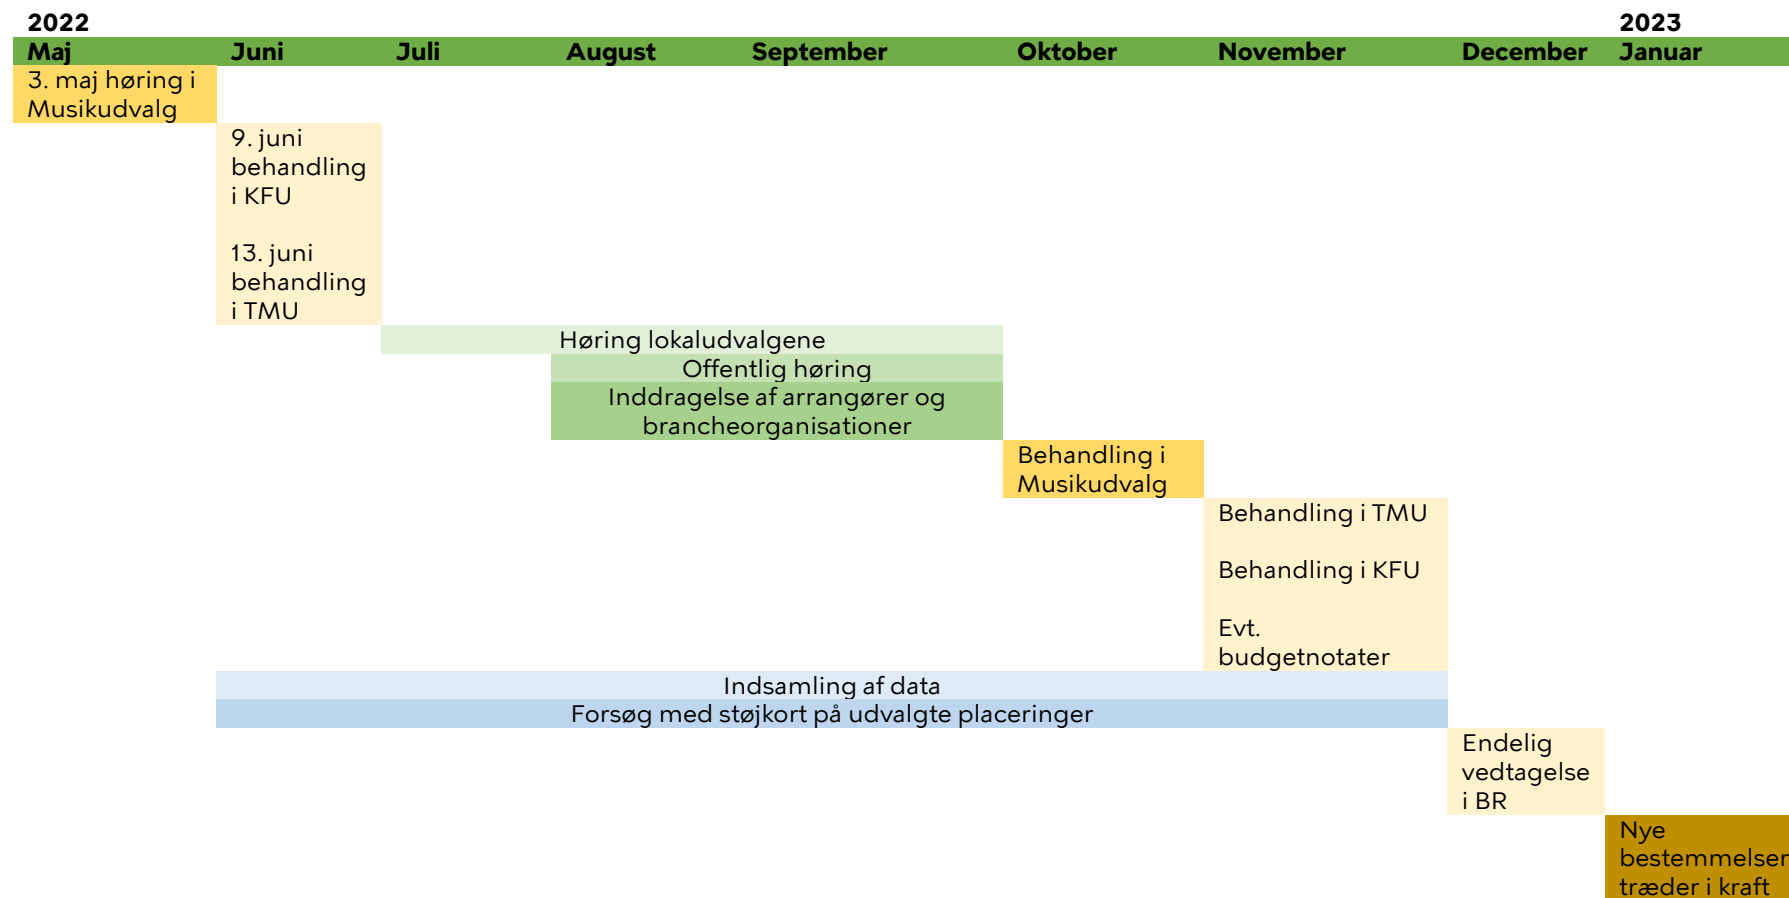 2022 2023
Maj Juni Juli August September Oktober November December Januar
3. maj høring i
Musikudvalg
9. juni
behandling
i KFU
13. juni
behandling
i TMU
Høring lokaludvalgene
Offentlig høring
Inddragelse af arrangører og
brancheorganisationer
Behandling i
Musikudvalg
Behandling i TMU
Behandling i KFU
Evt.
budgetnotater
Indsamling af data
Forsøg med støjkort på udvalgte placeringer
Endelig
vedtagelse
i BR
Nye
bestemmelser
træder i kraft